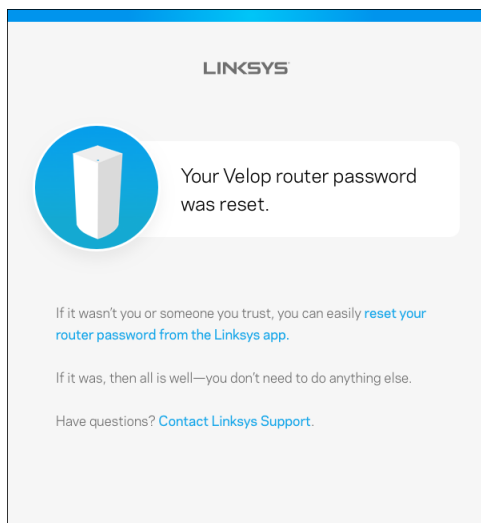 LINKSYS
Your Velop router password
was reset.
If it wasn't you or someone you trust, you can easily reset your
router password from the Linksys app.
If it was, then all is well—you don't need to do anything else.
Have questions? Contact Linksys Support.